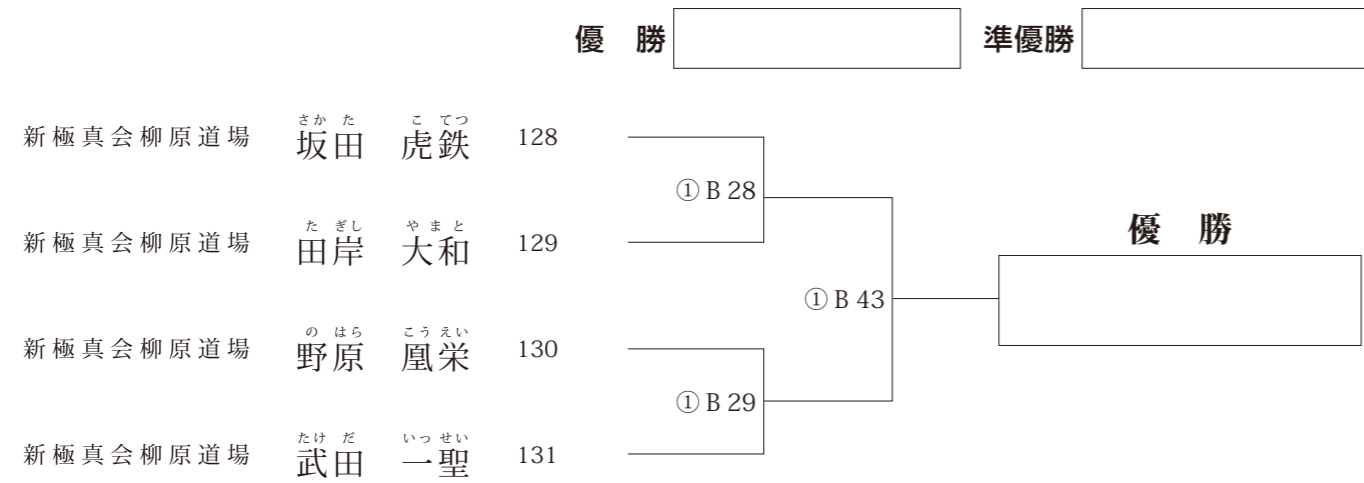 優　勝 準優勝
さか た　こ てつ
新極真会柳原道場 坂田　虎鉄 128
① B 28
た ぎし　や ま と
新極真会柳原道場 田岸　大和 129
優　勝
① B 43
の はら　こう えい
新極真会柳原道場 野原　凰栄 130
① B 29
たけ だ　いっ せい
新極真会柳原道場 武田　一聖 131